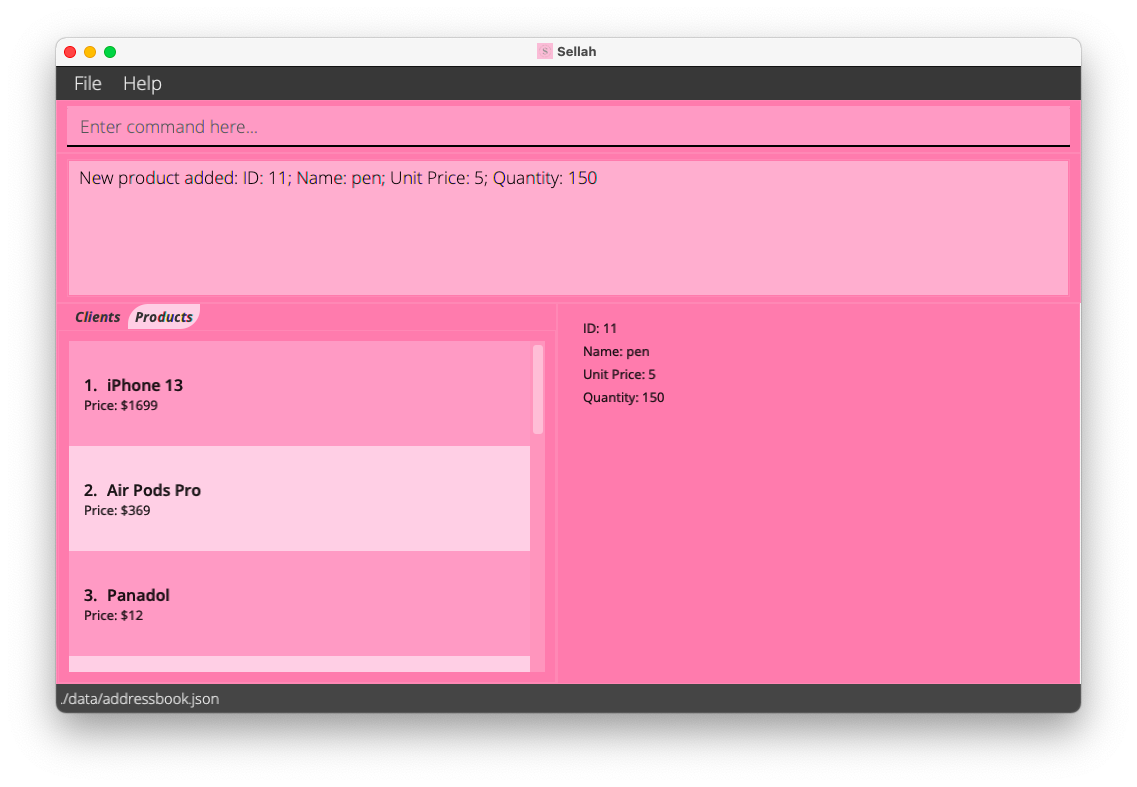 S Sellah
File Help
Enter command here...
New product added: ID: 11; Name: pen; Unit Price: 5; Quantity: 150
Clients Products
1. iPhone 13
Price: $1699
2. Air Pods Pro
Price: $369
3. Panadol
Price: $12
ID: 11
Name: pen
Unit Price: 5
Quantity: 150
./data/addressbook.json